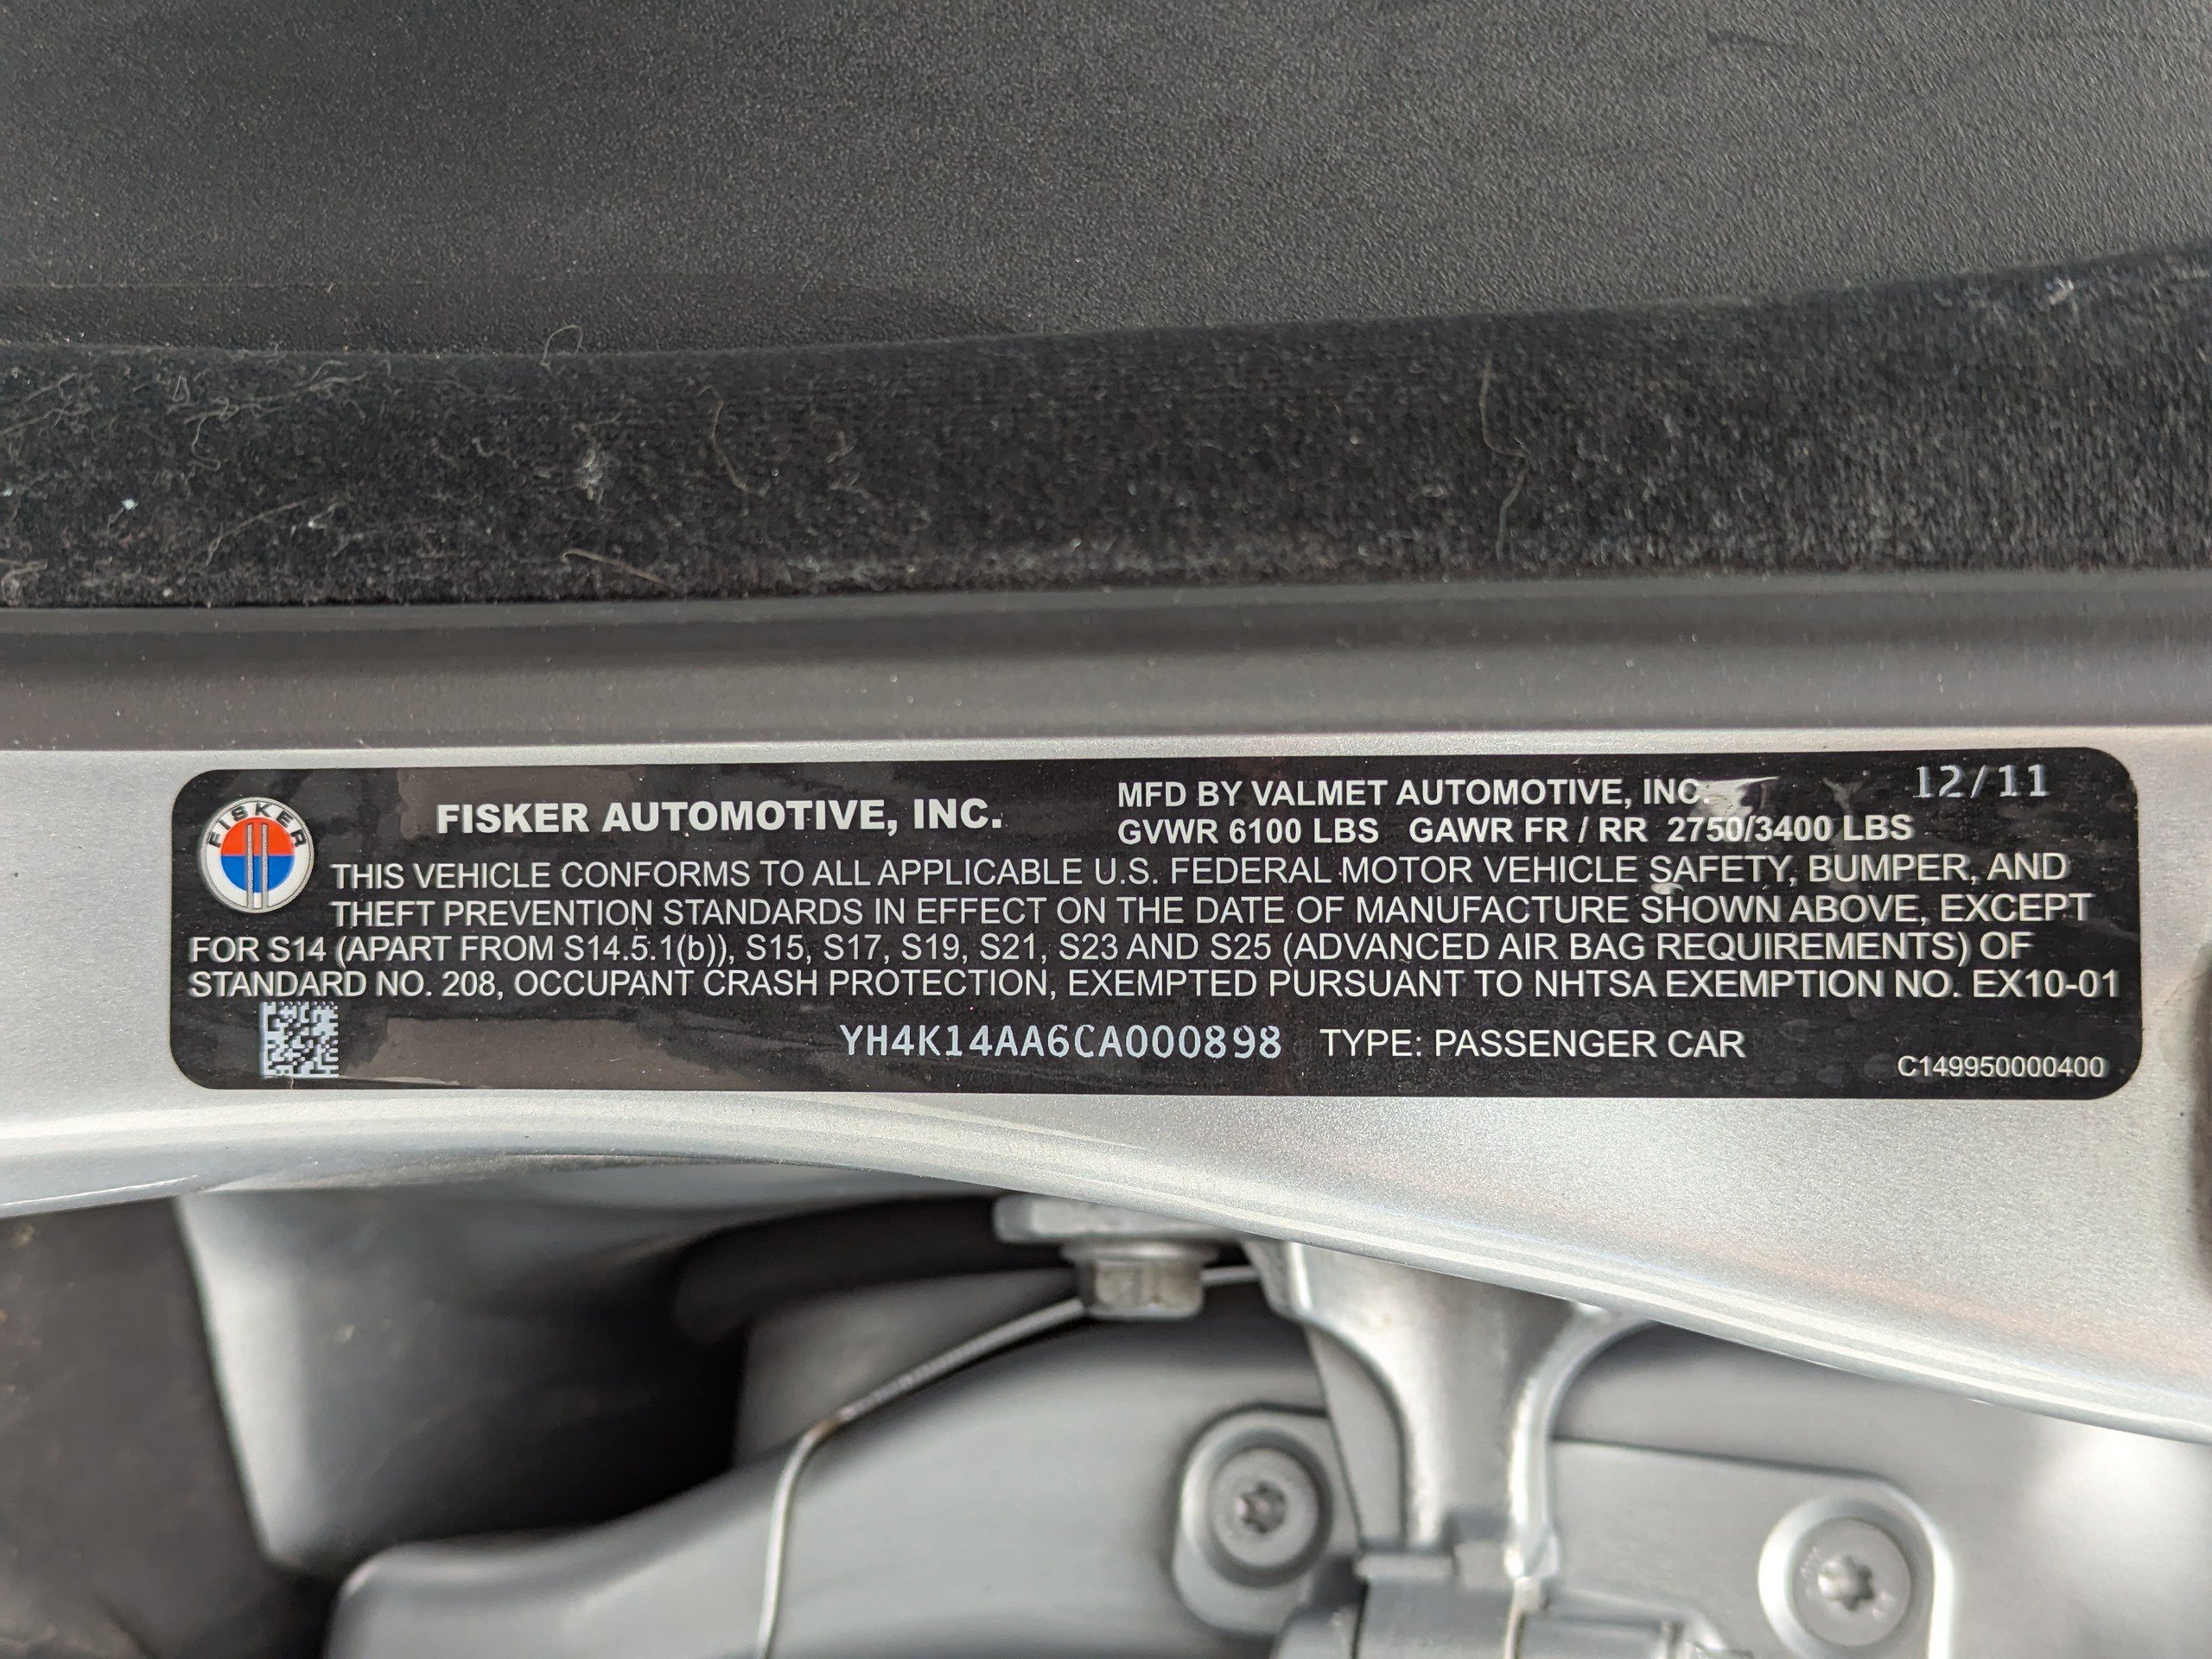 FISKER
FISKER AUTOMOTIVE, INC.
MFD BY VALMET AUTOMOTIVE, INC. 12/11
GVWR 6100 LBS GAWR FR / RR 2750/3400 LBS
THIS VEHICLE CONFORMS TO ALL APPLICABLE U.S. FEDERAL MOTOR VEHICLE SAFETY, BUMPER, AND
THEFT PREVENTION STANDARDS IN EFFECT ON THE DATE OF MANUFACTURE SHOWN ABOVE, EXCEPT
FOR S14 (APART FROM S14.5.1(b)), S15, S17, S19, S21, S23 AND S25 (ADVANCED AIR BAG REQUIREMENTS) OF
STANDARD NO. 208, OCCUPANT CRASH PROTECTION, EXEMPTED PURSUANT TO NHTSA EXEMPTION NO. EX10-01
YH4K14AA6CA000898 TYPE: PASSENGER CAR
C149950000400